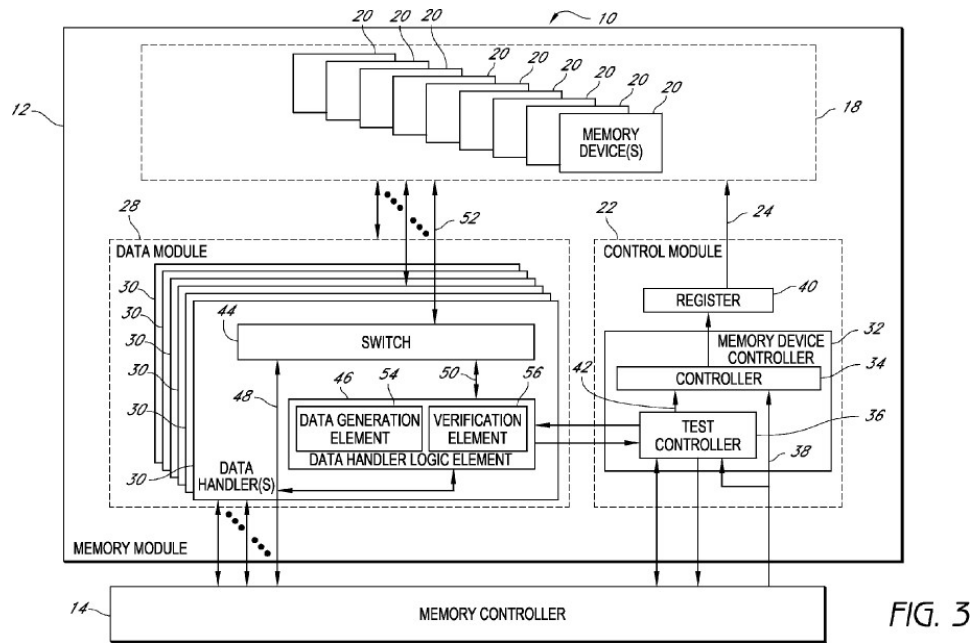 10
20 20 20
20 20 20 20 20 20
12
18
MEMORY
DEVICE(S)
28
52
22
24
DATA MODULE
CONTROL MODULE
30
30
30
30
30
30
40
REGISTER
44
SWITCH
32
MEMORY DEVICE
CONTROLLER
34
CONTROLLER
46 54 50 56
42
48
DATA GENERATION
ELEMENT
VERIFICATION
ELEMENT
DATA HANDLER LOGIC ELEMENT
TEST
CONTROLLER
36
38
DATA
HANDLER(S)
MEMORY MODULE
14
MEMORY CONTROLLER
FIG. 3